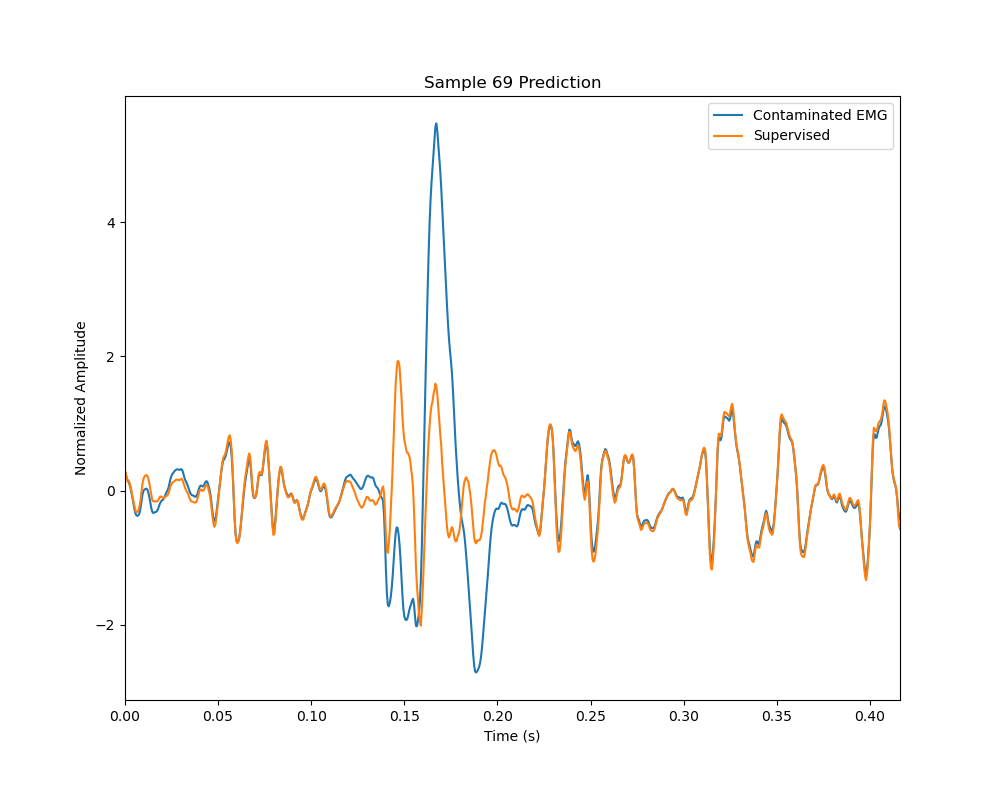 Sample 69 Prediction
Contaminated EMG
Supervised
Normalized Amplitude
4
2
0
−2
0.00 0.05 0.10 0.15 0.20 0.25 0.30 0.35 0.40
Time (s)